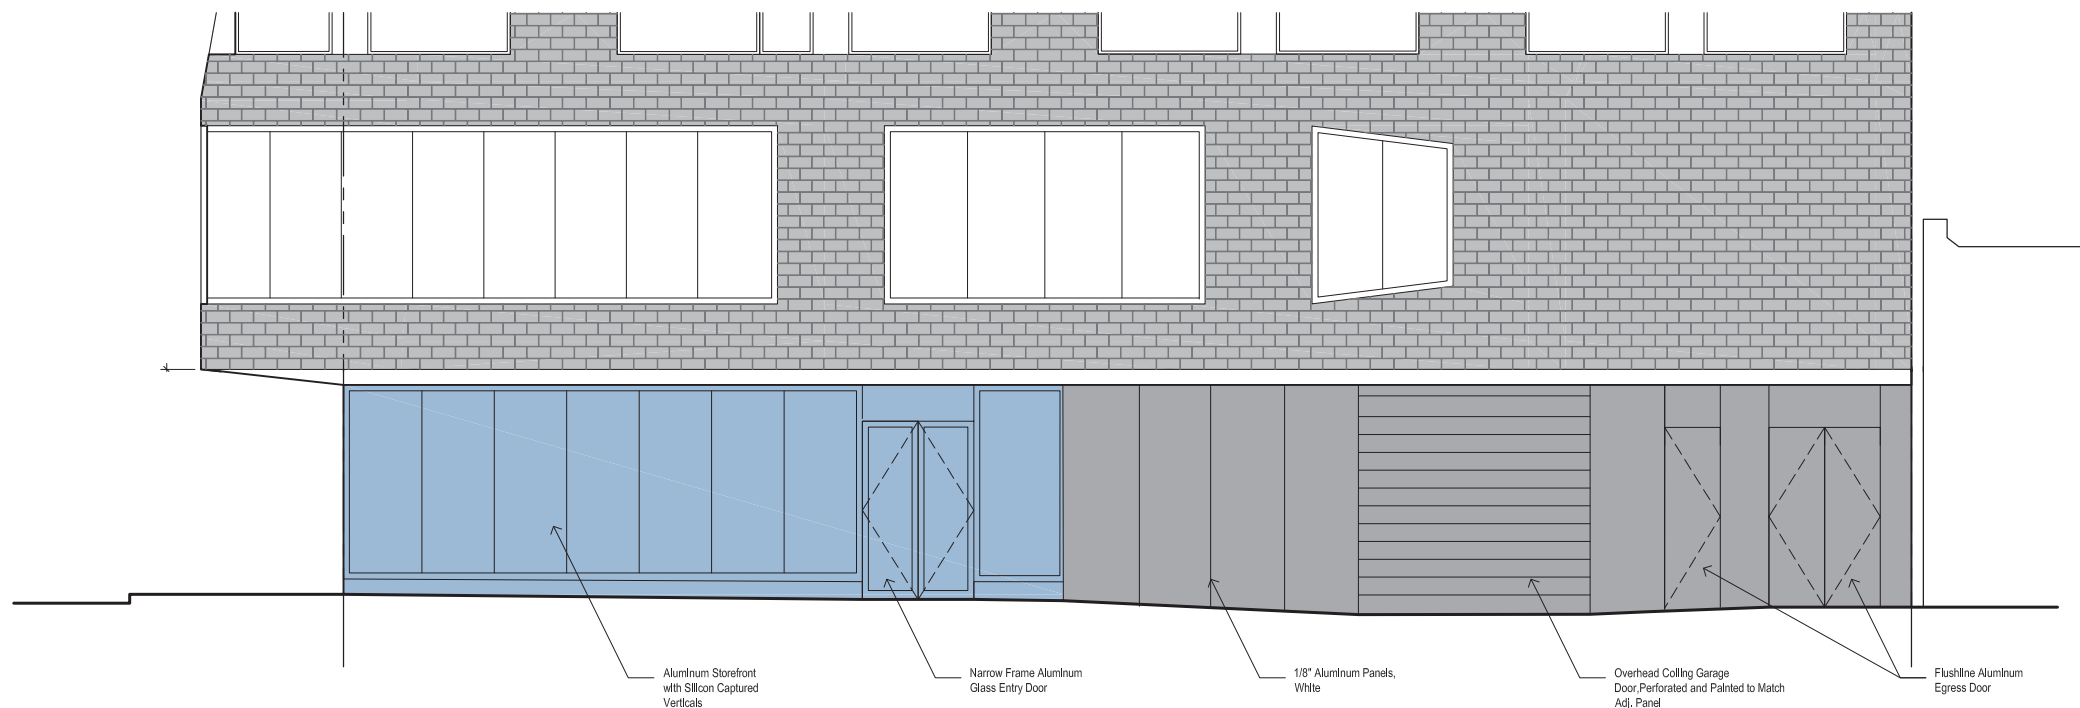 Aluminum Storefront
with Silicon Captured
Verticals
Narrow Frame Aluminum
Glass Entry Door
1/8" Aluminum Panels,
White
Overhead Coiling Garage
Door,Perforated and Painted to Match
Adj. Panel
Flushline Aluminum
Egress Door